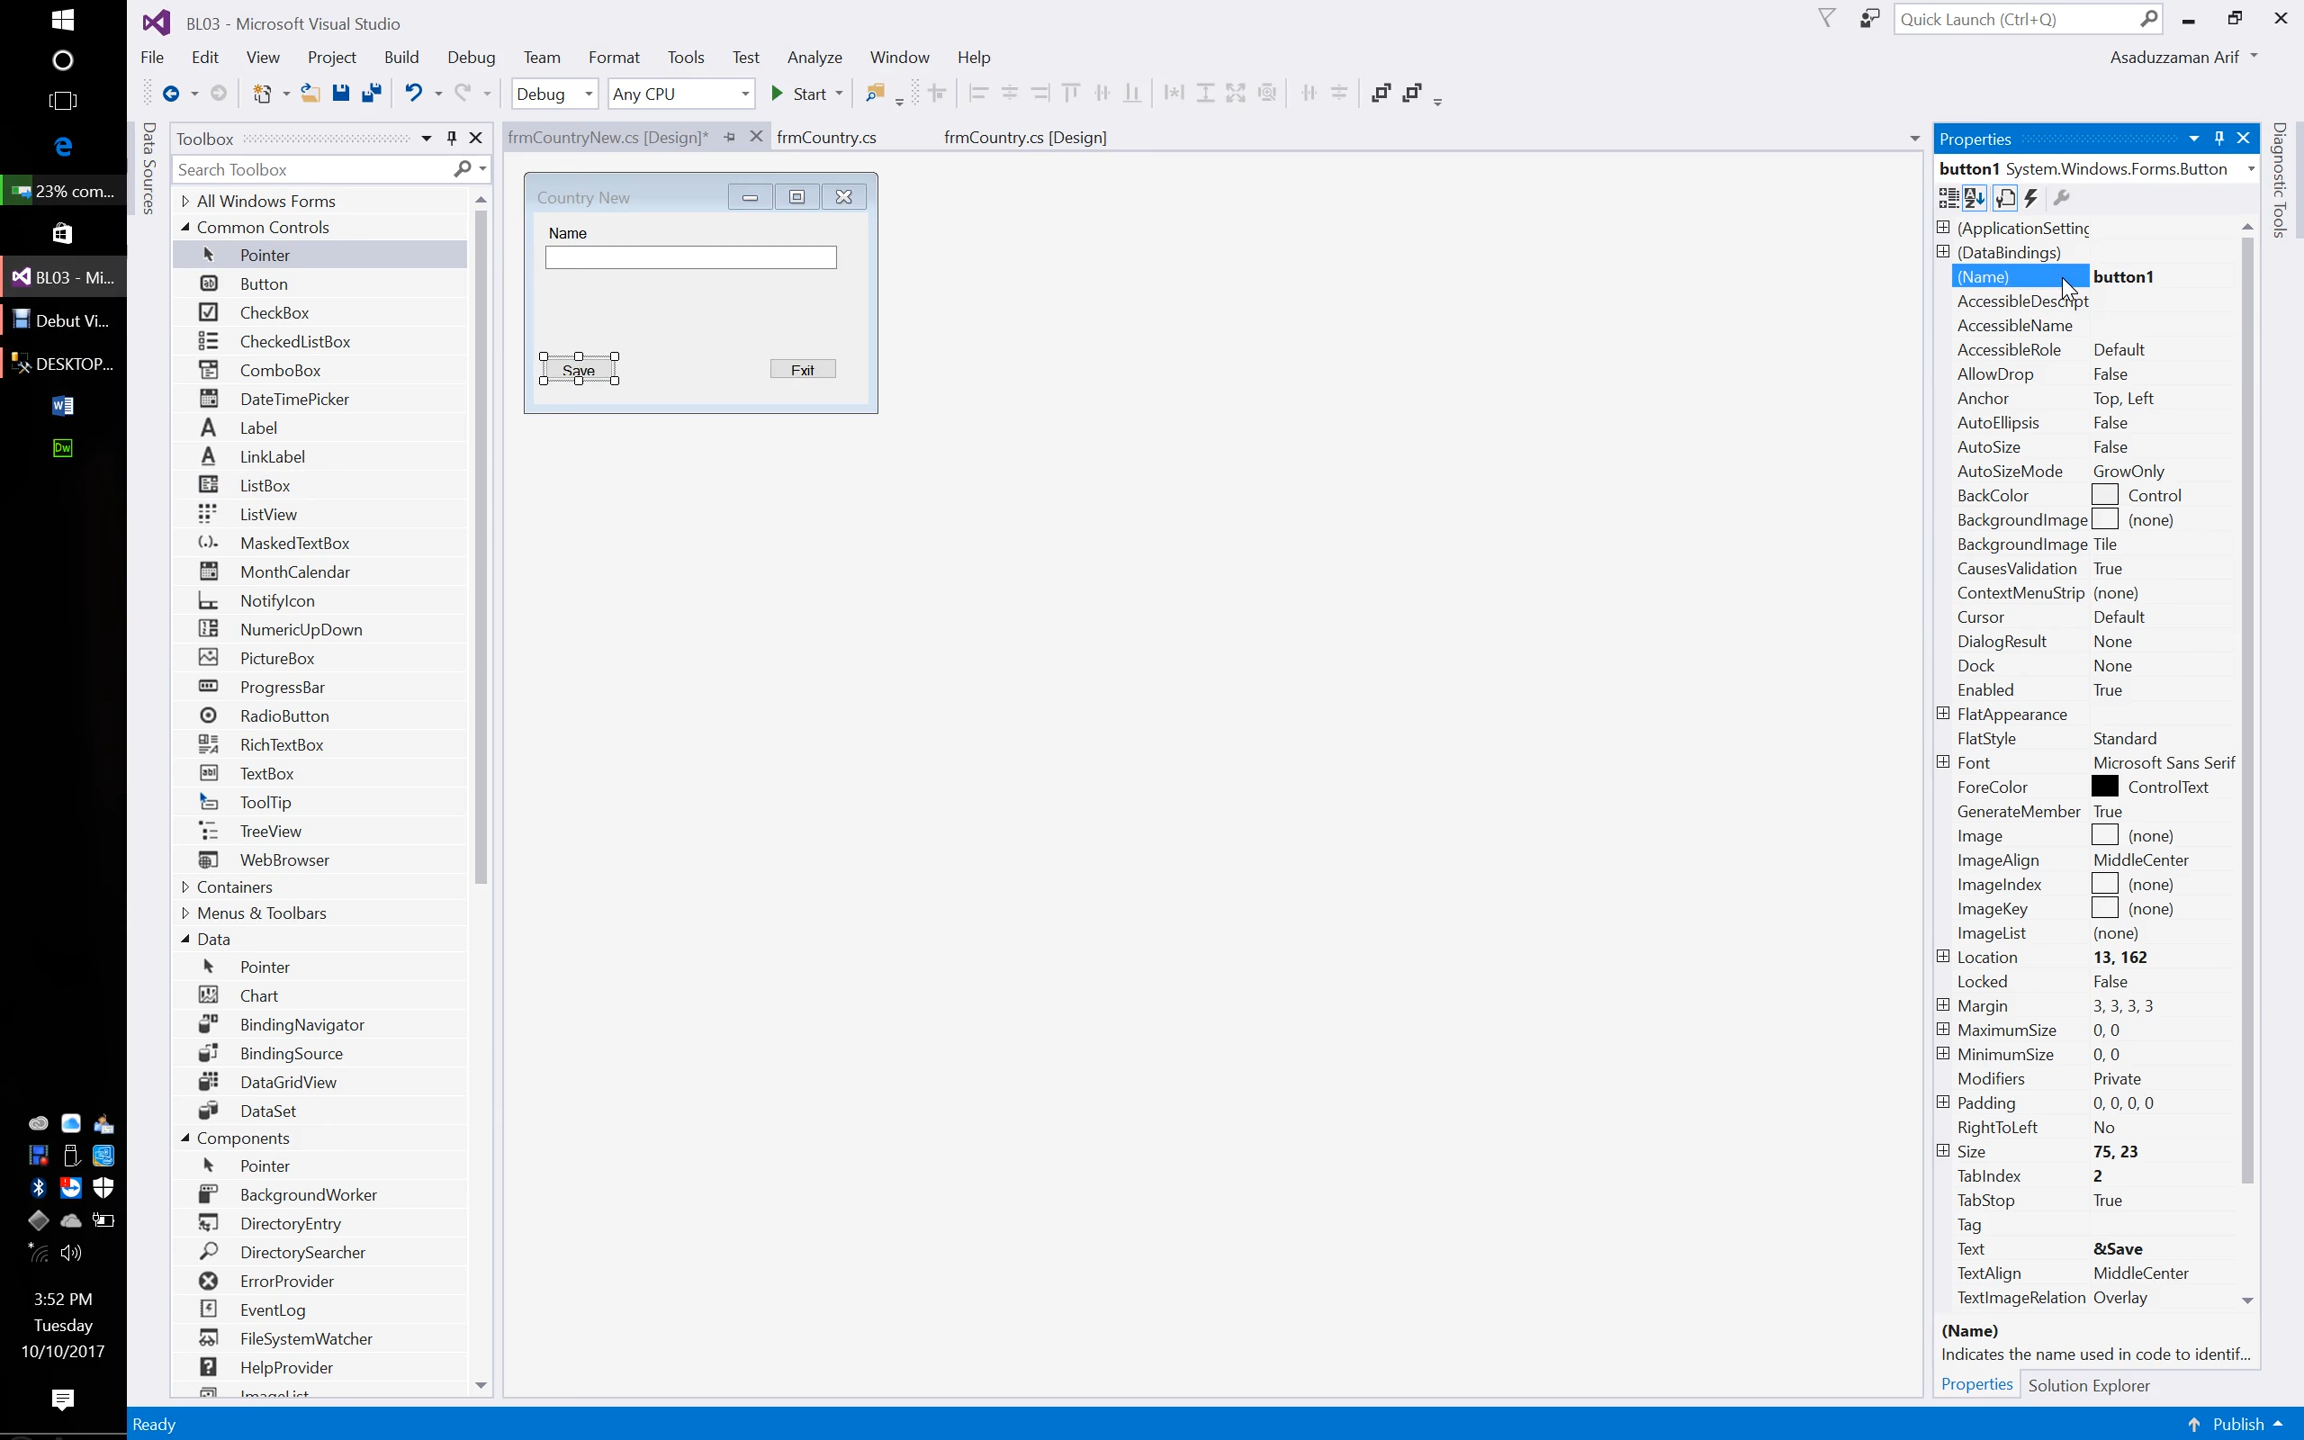 BL03 - Microsoft Visual Studio
Quick Launch (Ctrl+Q)
File Edit View Project Build Debug Team Format Tools Test Analyze Window Help
Asaduzzaman Arif
Debug Any CPU Start
23% com...
BL03 - Mi...
Debut Vi...
DESKTOP...
Dw
3:52 PM
Tuesday
10/10/2017
Data Sources
Toolbox
Search Toolbox
All Windows Forms
Common Controls
Pointer
Button
CheckBox
CheckedListBox
ComboBox
DateTimePicker
Label
LinkLabel
ListBox
ListView
MaskedTextBox
MonthCalendar
NotifyIcon
NumericUpDown
PictureBox
ProgressBar
RadioButton
RichTextBox
TextBox
ToolTip
TreeView
WebBrowser
Containers
Menus & Toolbars
Data
Pointer
Chart
BindingNavigator
BindingSource
DataGridView
DataSet
Components
Pointer
BackgroundWorker
DirectoryEntry
DirectorySearcher
ErrorProvider
EventLog
FileSystemWatcher
HelpProvider
ImageList
frmCountryNew.cs [Design]* frmCountry.cs frmCountry.cs [Design]
Country New
Name
Save Exit
Properties
button1 System.Windows.Forms.Button
(ApplicationSetting
(DataBindings)
(Name) button1
AccessibleDescript
AccessibleName
AccessibleRole Default
AllowDrop False
Anchor Top, Left
AutoEllipsis False
AutoSize False
AutoSizeMode GrowOnly
BackColor Control
BackgroundImage (none)
BackgroundImage Tile
CausesValidation True
ContextMenuStrip (none)
Cursor Default
DialogResult None
Dock None
Enabled True
FlatAppearance
FlatStyle Standard
Font Microsoft Sans Serif
ForeColor ControlText
GenerateMember True
Image (none)
ImageAlign MiddleCenter
ImageIndex (none)
ImageKey (none)
ImageList (none)
Location 13, 162
Locked False
Margin 3, 3, 3, 3
MaximumSize 0, 0
MinimumSize 0, 0
Modifiers Private
Padding 0, 0, 0, 0
RightToLeft No
Size 75, 23
TabIndex 2
TabStop True
Tag
Text &Save
TextAlign MiddleCenter
TextImageRelation Overlay
(Name)
Indicates the name used in code to identif...
Properties Solution Explorer
Diagnostic Tools
Ready
Publish